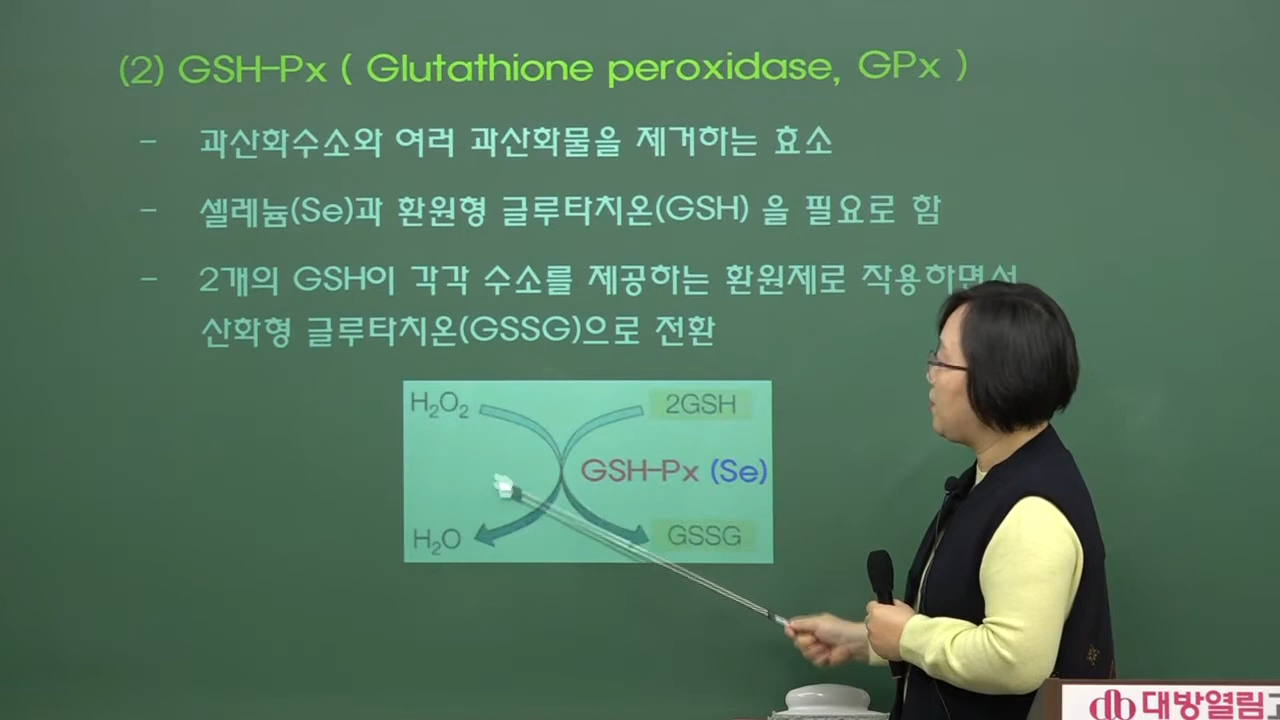 (2) GSH-Px ( Glutathione peroxidase, GPx )
- 과산화수소와 여러 과산화물을 제거하는 효소
- 셀레늄(Se)과 환원형 글루타치온(GSH) 을 필요로 함
- 2개의 GSH이 각각 수소를 제공하는 환원제로 작용하면서
산화형 글루타치온(GSSG)으로 전환
H₂O₂ 2GSH
GSH-Px (Se)
H₂O GSSG
대방열림고